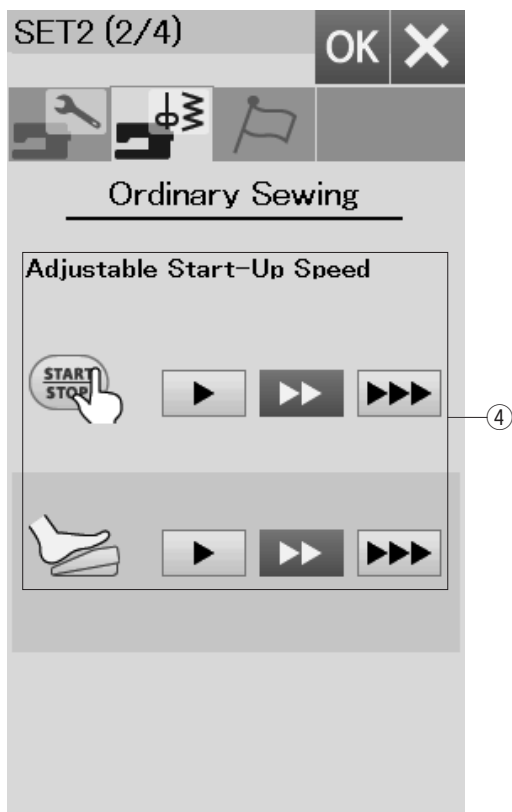 SET2 (2/4)
OK
Ordinary Sewing
Adjustable Start-Up Speed
START
STOP
④